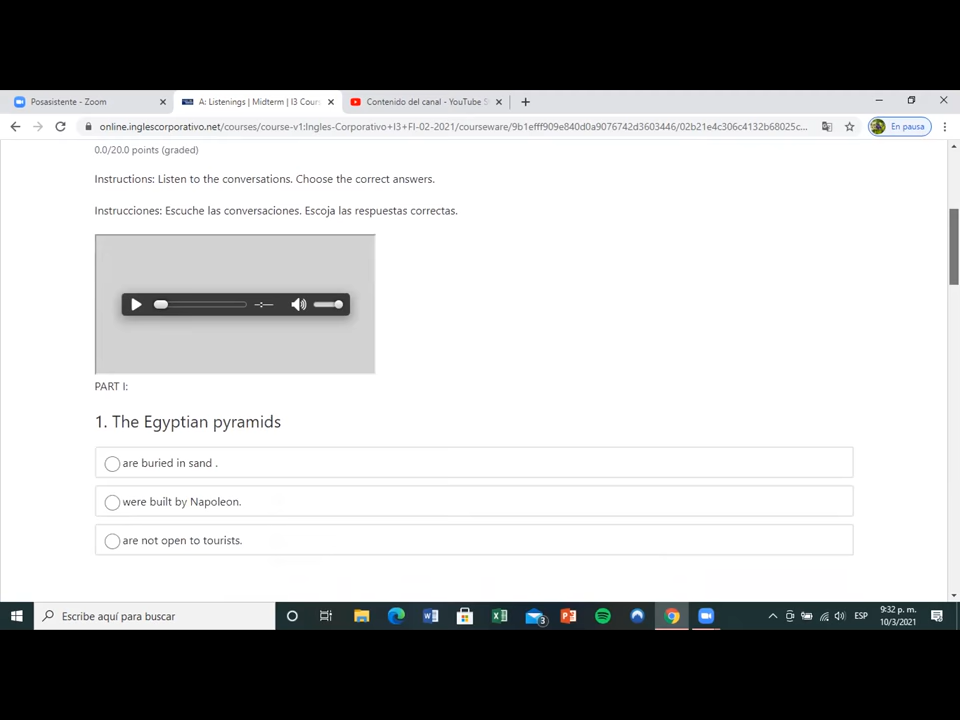 Posasistente - Zoom
A: Listenings | Midterm | I3 Cours
Contenido del canal - YouTube S
online.inglescorporativo.net/courses/course-v1:Ingles-Corporativo+I3+FI-02-2021/courseware/9b1efff909e840d0a9076742d3603446/02b21e4c306c4132b68025c...
En pausa
0.0/20.0 points (graded)
Instructions: Listen to the conversations. Choose the correct answers.
Instrucciones: Escuche las conversaciones. Escoja las respuestas correctas.
--:--
PART I:
1. The Egyptian pyramids
are buried in sand .
were built by Napoleon.
are not open to tourists.
Escribe aquí para buscar
3
ESP
9:32 p. m.
10/3/2021